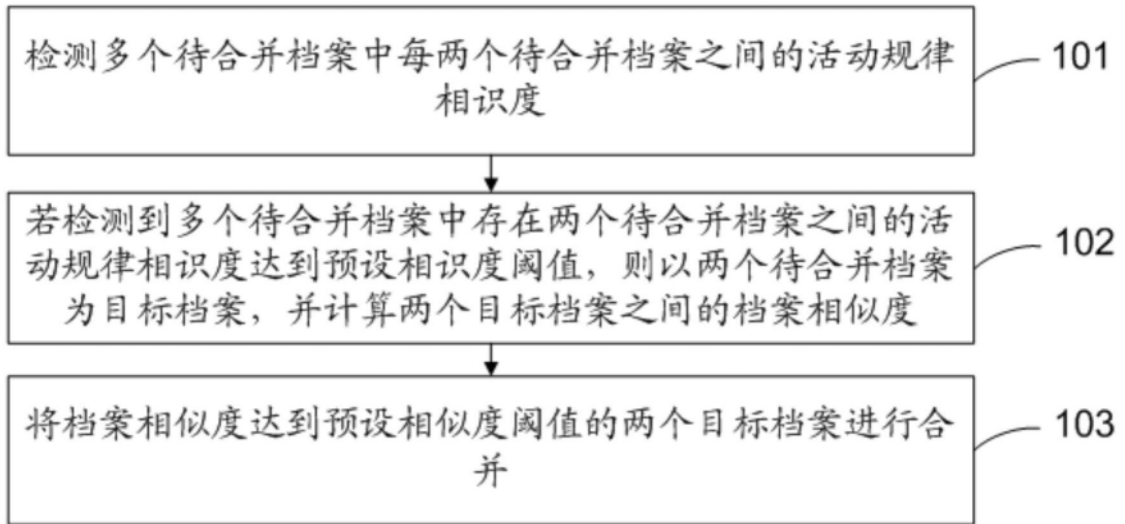 检测多个待合并档案中每两个待合并档案之间的活动规律
相识度
101
若检测到多个待合并档案中存在两个待合并档案之间的活
动规律相识度达到预设相识度阈值，则以两个待合并档案
为目标档案，并计算两个目标档案之间的档案相似度
102
将档案相似度达到预设相似度阈值的两个目标档案进行合
并
103